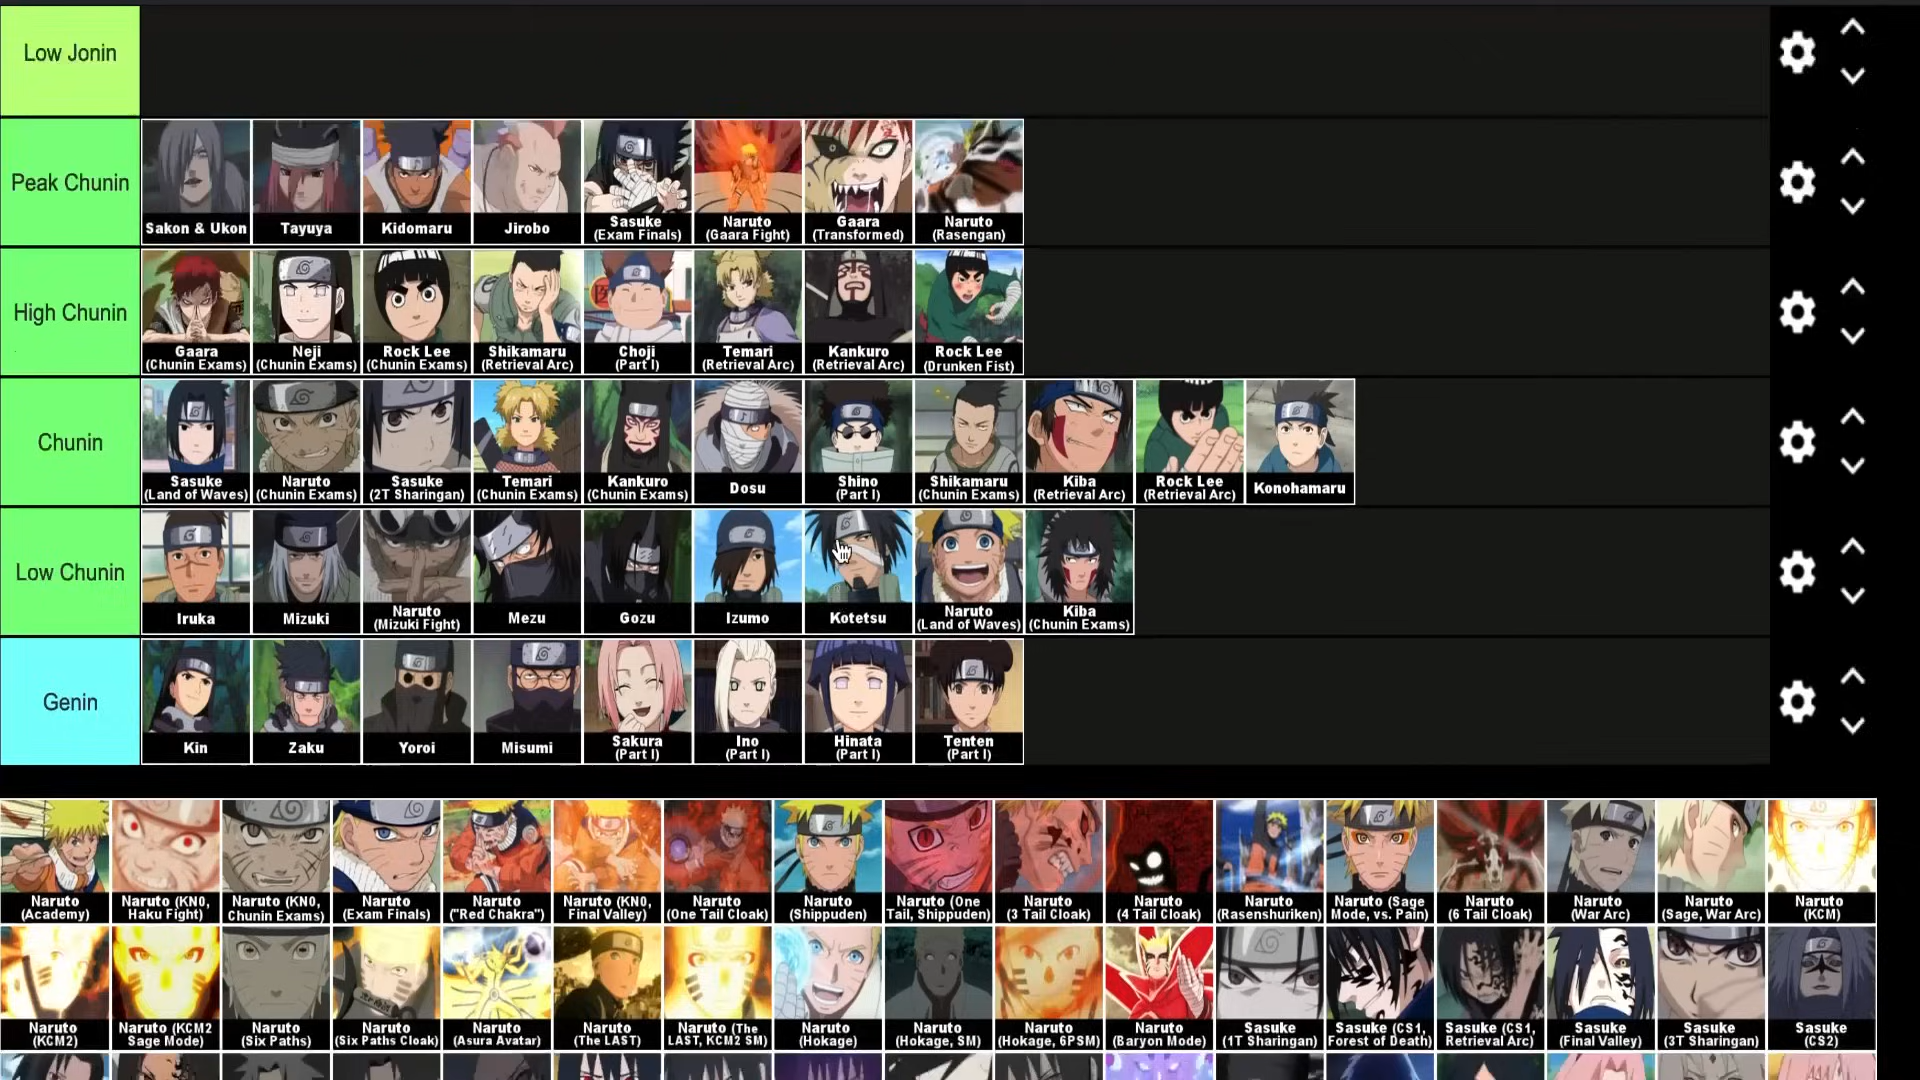 Low Jonin
Peak Chunin
Sakon & Ukon
Tayuya
Kidomaru
Jirobo
Sasuke
(Exam Finals)
Naruto
(Gaara Fight)
Gaara
(Transformed)
Naruto
(Rasengan)
High Chunin
Gaara
(Chunin Exams)
Neji
(Chunin Exams)
Rock Lee
(Chunin Exams)
Shikamaru
(Retrieval Arc)
Choji
(Part I)
Temari
(Retrieval Arc)
Kankuro
(Retrieval Arc)
Rock Lee
(Drunken Fist)
Chunin
Sasuke
(Land of Waves)
Naruto
(Chunin Exams)
Sasuke
(2T Sharingan)
Temari
(Chunin Exams)
Kankuro
(Chunin Exams)
Dosu
Shino
(Part I)
Shikamaru
(Chunin Exams)
Kiba
(Retrieval Arc)
Rock Lee
(Retrieval Arc)
Konohamaru
Low Chunin
Iruka
Mizuki
Naruto
(Mizuki Fight)
Mezu
Gozu
Izumo
Kotetsu
Naruto
(Land of Waves)
Kiba
(Chunin Exams)
Genin
Kin
Zaku
Yoroi
Misumi
Sakura
(Part I)
Ino
(Part I)
Hinata
(Part I)
Tenten
(Part I)
Naruto
(Academy)
Naruto (KN0,
Haku Fight)
Naruto (KN0,
Chunin Exams)
Naruto
(Exam Finals)
Naruto
("Red Chakra")
Naruto (KN0,
Final Valley)
Naruto
(One Tail Cloak)
Naruto
(Shippuden)
Naruto (One
Tail, Shippuden)
Naruto
(3 Tail Cloak)
Naruto
(4 Tail Cloak)
Naruto
(Rasenshuriken)
Naruto (Sage
Mode, vs. Pain)
Naruto
(6 Tail Cloak)
Naruto
(War Arc)
Naruto
(Sage, War Arc)
Naruto
(KCM)
Naruto
(KCM2)
Naruto (KCM2
Sage Mode)
Naruto
(Six Paths)
Naruto
(Six Paths Cloak)
Naruto
(Asura Avatar)
Naruto
(The LAST)
Naruto (The
LAST, KCM2 SM)
Naruto
(Hokage)
Naruto
(Hokage, SM)
Naruto
(Hokage, 6PSM)
Naruto
(Baryon Mode)
Sasuke
(1T Sharingan)
Sasuke (CS1,
Forest of Death)
Sasuke (CS1,
Retrieval Arc)
Sasuke
(Final Valley)
Sasuke
(3T Sharingan)
Sasuke
(CS2)